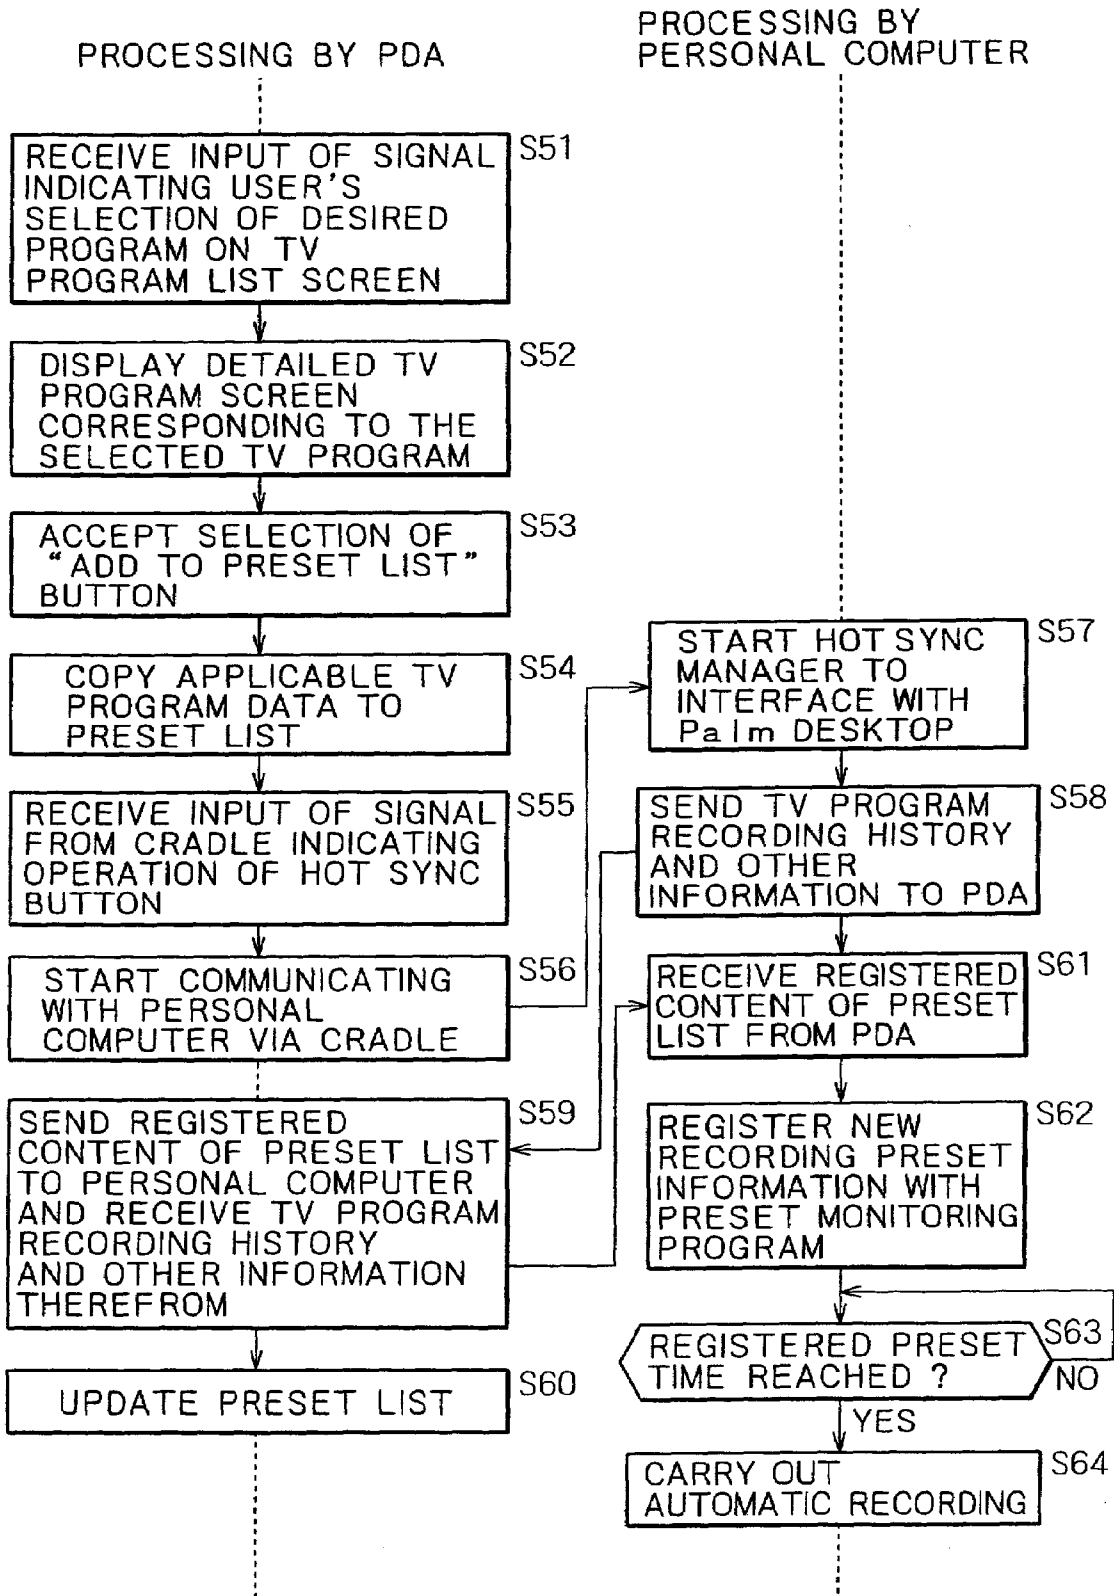 PROCESSING BY PDA
PROCESSING BY
PERSONAL COMPUTER
S51
RECEIVE INPUT OF SIGNAL
INDICATING USER'S
SELECTION OF DESIRED
PROGRAM ON TV
PROGRAM LIST SCREEN
S52
DISPLAY DETAILED TV
PROGRAM SCREEN
CORRESPONDING TO THE
SELECTED TV PROGRAM
S53
ACCEPT SELECTION OF
“ADD TO PRESET LIST”
BUTTON
S54
COPY APPLICABLE TV
PROGRAM DATA TO
PRESET LIST
S55
RECEIVE INPUT OF SIGNAL
FROM CRADLE INDICATING
OPERATION OF HOT SYNC
BUTTON
S56
START COMMUNICATING
WITH PERSONAL
COMPUTER VIA CRADLE
S57
START HOT SYNC
MANAGER TO
INTERFACE WITH
Palm DESKTOP
S58
SEND TV PROGRAM
RECORDING HISTORY
AND OTHER
INFORMATION TO PDA
S59
SEND REGISTERED
CONTENT OF PRESET LIST
TO PERSONAL COMPUTER
AND RECEIVE TV PROGRAM
RECORDING HISTORY
AND OTHER INFORMATION
THEREFROM
S60
UPDATE PRESET LIST
S61
RECEIVE REGISTERED
CONTENT OF PRESET
LIST FROM PDA
S62
REGISTER NEW
RECORDING PRESET
INFORMATION WITH
PRESET MONITORING
PROGRAM
S63
REGISTERED PRESET
TIME REACHED ?
NO
YES
S64
CARRY OUT
AUTOMATIC RECORDING